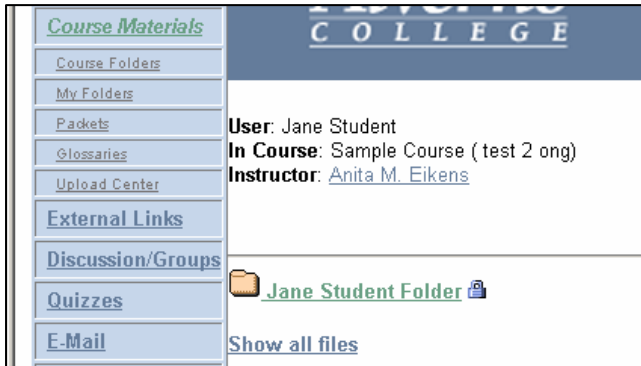 Course Materials
Course Folders
My Folders
Packets
Glossaries
Upload Center
External Links
Discussion/Groups
Quizzes
E-Mail
COLLEGE
User: Jane Student
In Course: Sample Course ( test 2 ong)
Instructor: Anita M. Eikens
Jane Student Folder
Show all files